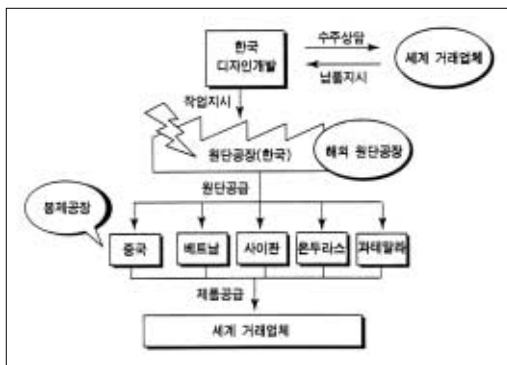 한국
디자인개발
수주상담
납품지시
세계 거래업체
작업지시
원단공장(한국)
해외 원단공장
원단공급
봉제공장
중국
베트남
사이판
온두라스
과테말라
제품공급
세계 거래업체